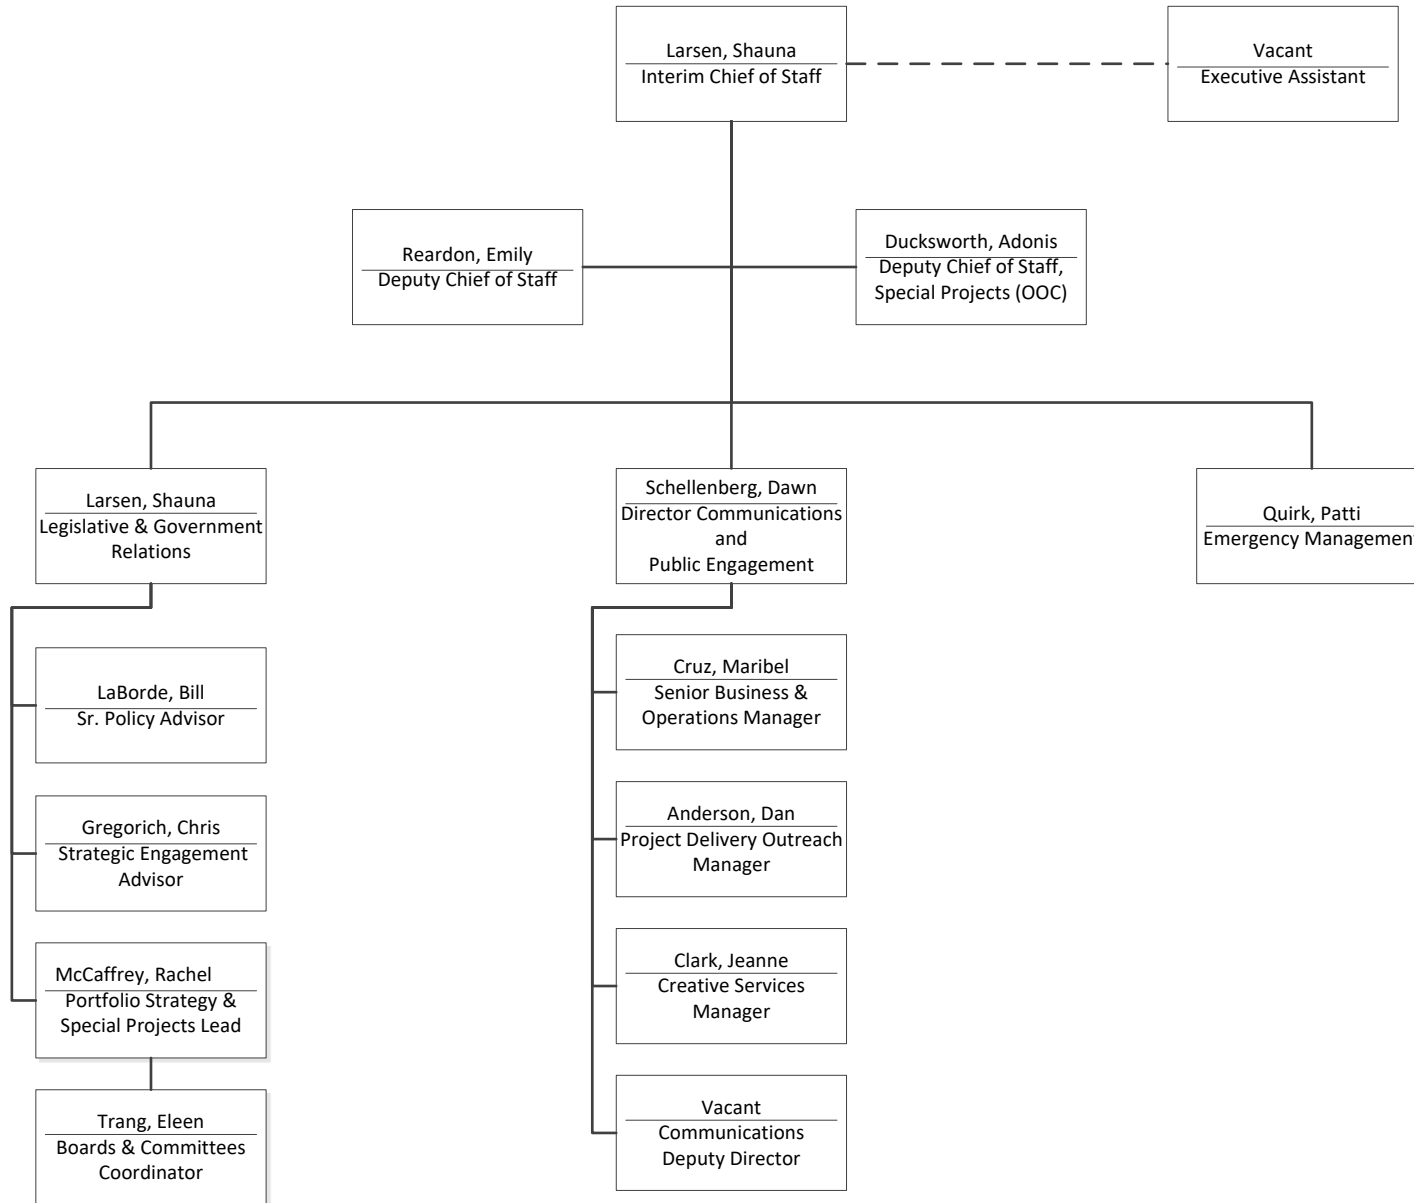 Larsen, Shauna
Interim Chief of Staff
Vacant
Executive Assistant
Reardon, Emily
Deputy Chief of Staff
Ducksworth, Adonis
Deputy Chief of Staff,
Special Projects (OOC)
Larsen, Shauna
Legislative & Government
Relations
Schellenberg, Dawn
Director Communications
and
Public Engagement
Quirk, Patti
Emergency Management
LaBorde, Bill
Sr. Policy Advisor
Gregorich, Chris
Strategic Engagement
Advisor
McCaffrey, Rachel
Portfolio Strategy &
Special Projects Lead
Trang, Eleen
Boards & Committees
Coordinator
Cruz, Maribel
Senior Business &
Operations Manager
Anderson, Dan
Project Delivery Outreach
Manager
Clark, Jeanne
Creative Services
Manager
Vacant
Communications
Deputy Director